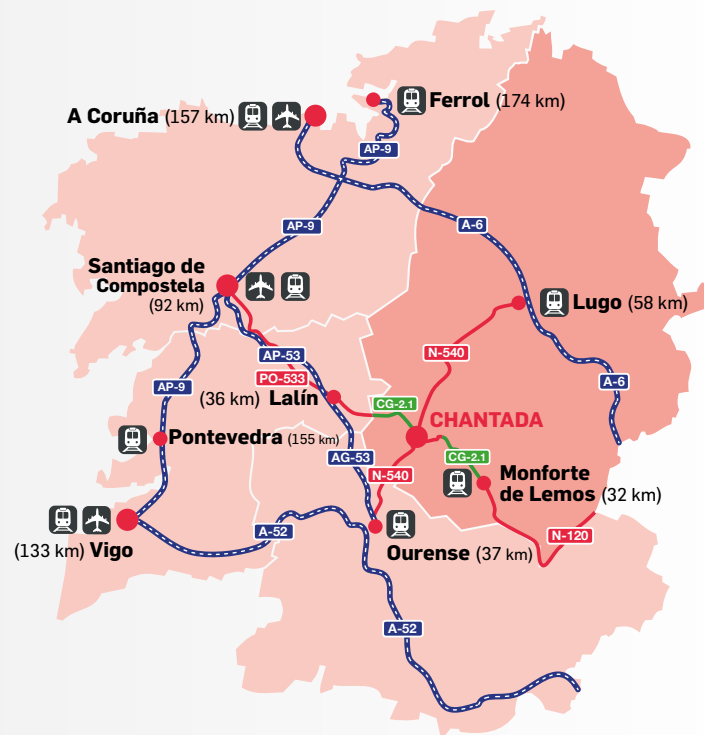 Ferrol (174 km)
A Coruña (157 km)
AP-9
AP-9
A-6
Santiago de
Compostela
(92 km)
Lugo (58 km)
N-540
AP-53
PO-533
AP-9
A-6
(36 km) Lalín
CG-2.1
CHANTADA
Pontevedra (155 km)
AG-53
CG-2.1
N-540
Monforte
de Lemos (32 km)
A-52
N-120
(133 km) Vigo
Ourense (37 km)
A-52